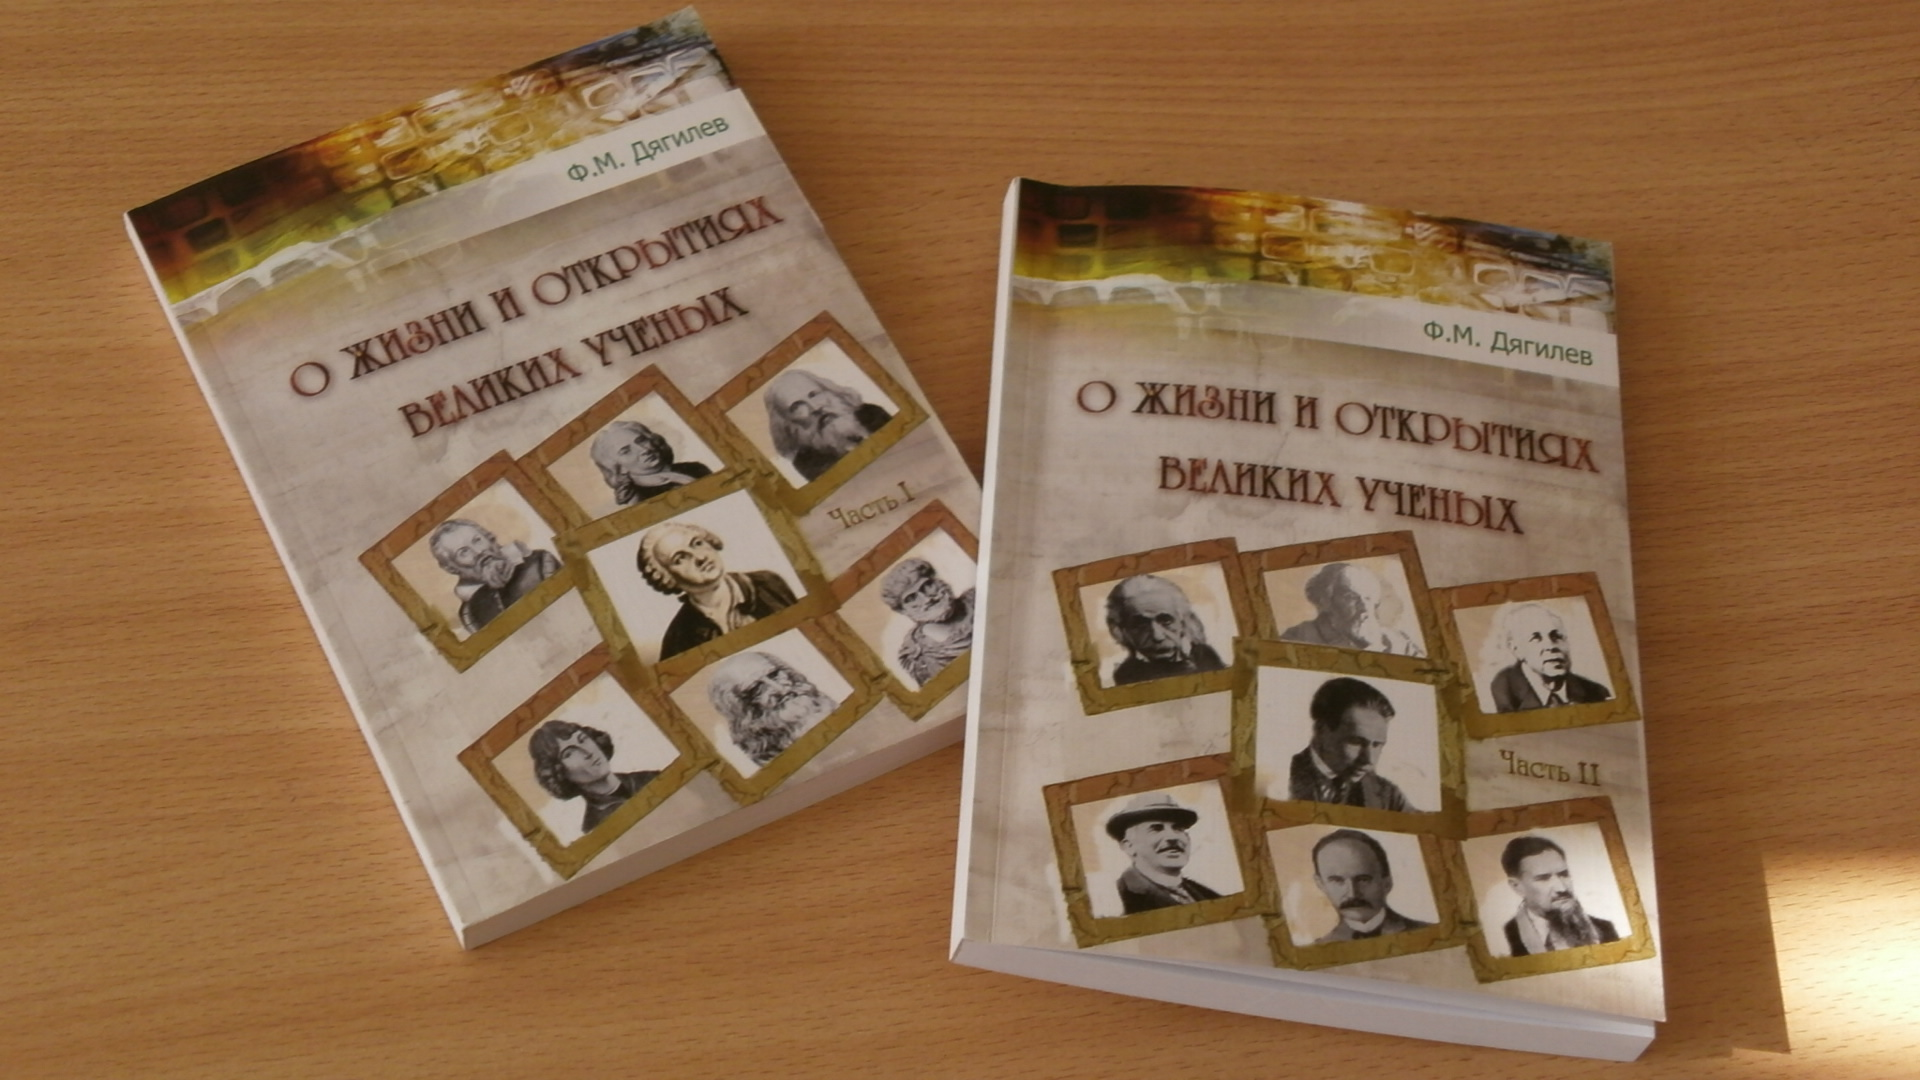 Ф.М. Дягилев
О ЖИЗНИ И ОТКРЫТИЯХ
ВЕЛИКИХ УЧЕНЫХ
Часть I
Ф.М. Дягилев
О ЖИЗНИ И ОТКРЫТИЯХ
ВЕЛИКИХ УЧЕНЫХ
Часть II